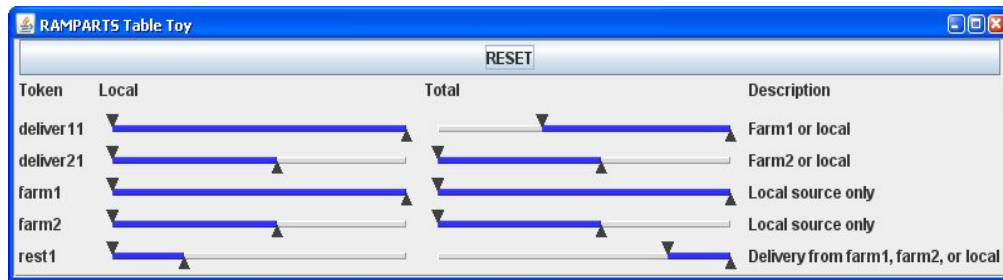 RAMPARTS Table Toy
RESET
Token Local Total Description
deliver11 Farm1 or local
deliver21 Farm2 or local
farm1 Local source only
farm2 Local source only
rest1 Delivery from farm1, farm2, or local